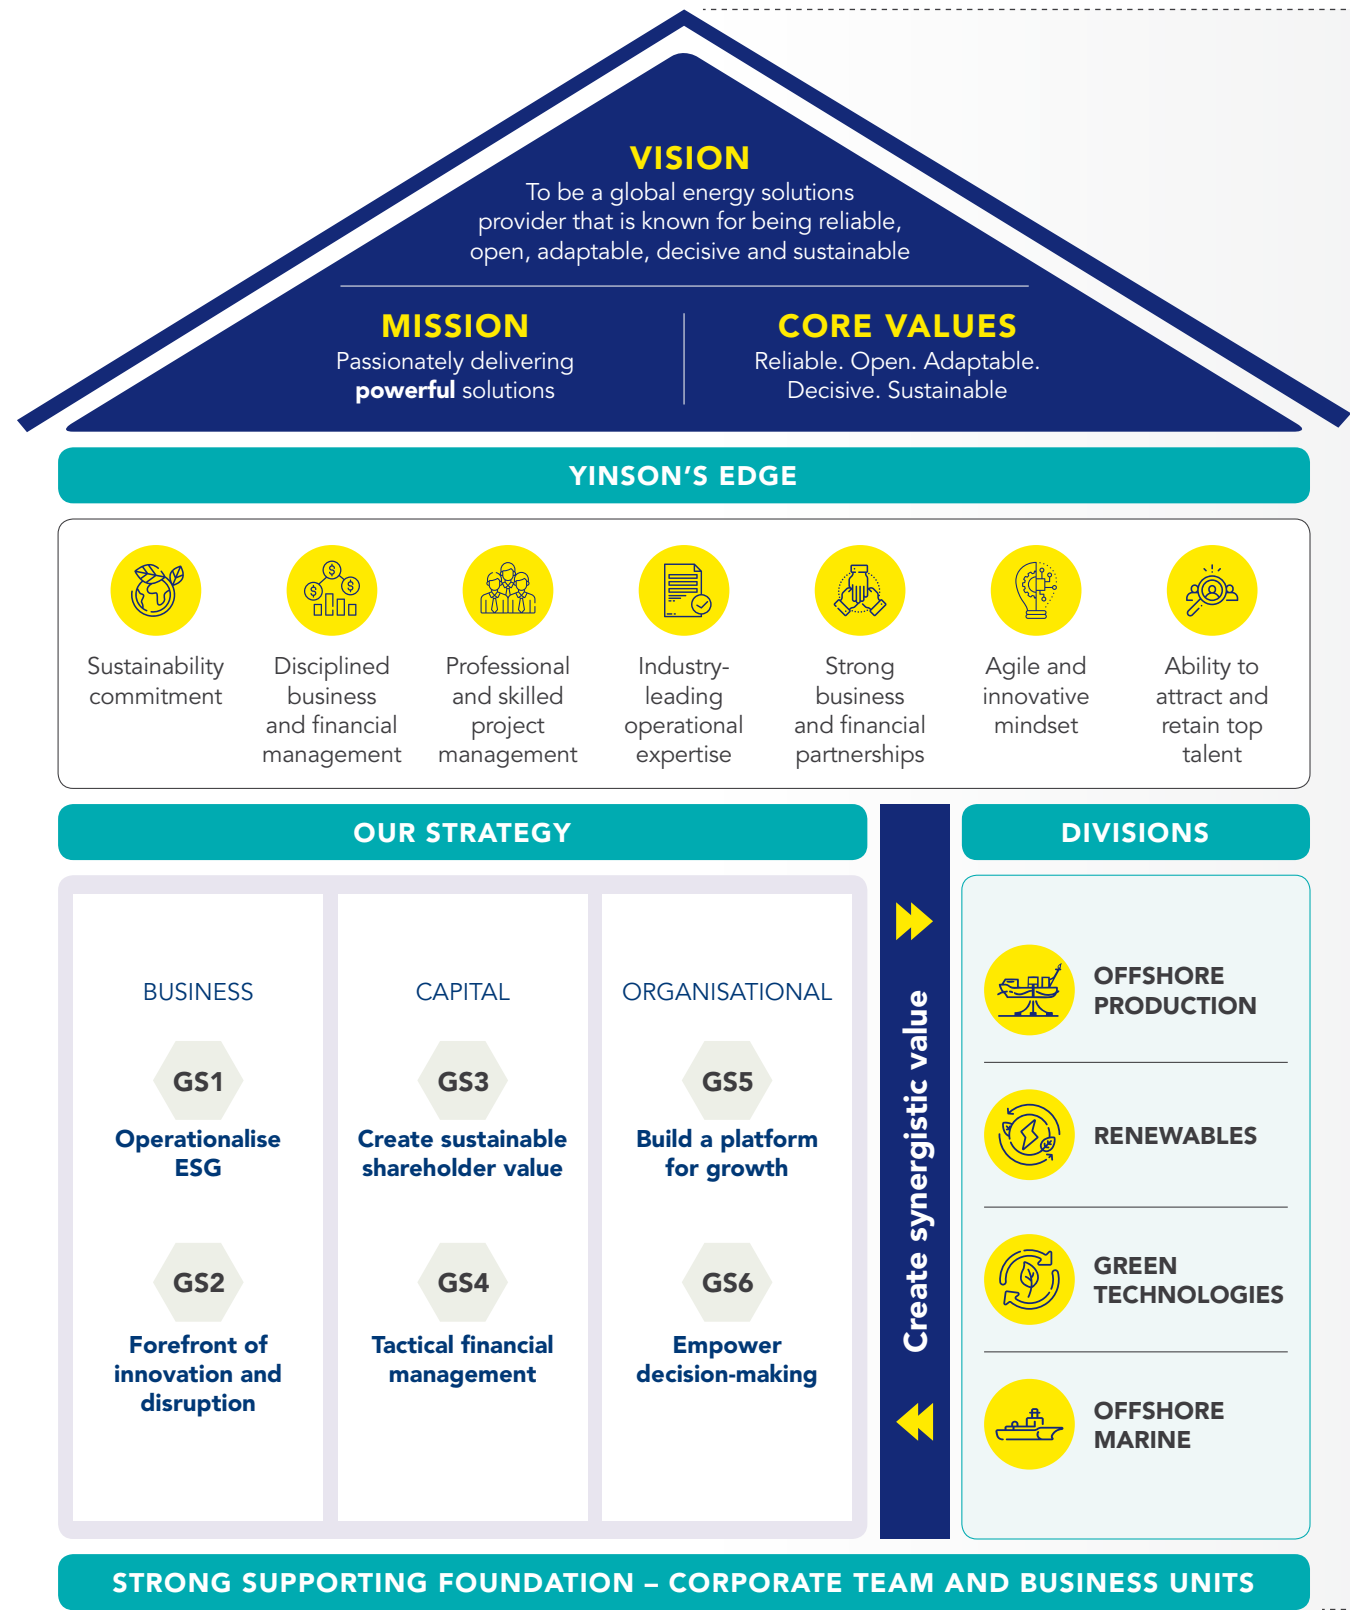 VISION
To be a global energy solutions
provider that is known for being reliable,
open, adaptable, decisive and sustainable
MISSION
Passionately delivering
powerful solutions
CORE VALUES
Reliable. Open. Adaptable.
Decisive. Sustainable
YINSON’S EDGE
Sustainability
commitment
Disciplined
business
and financial
management
Professional
and skilled
project
management
Industry-
leading
operational
expertise
Strong
business
and financial
partnerships
Agile and
innovative
mindset
Ability to
attract and
retain top
talent
OUR STRATEGY
BUSINESS
GS1
Operationalise
ESG
GS2
Forefront of
innovation and
disruption
CAPITAL
GS3
Create sustainable
shareholder value
GS4
Tactical financial
management
ORGANISATIONAL
GS5
Build a platform
for growth
GS6
Empower
decision-making
Create synergistic value
DIVISIONS
OFFSHORE
PRODUCTION
RENEWABLES
GREEN
TECHNOLOGIES
OFFSHORE
MARINE
STRONG SUPPORTING FOUNDATION – CORPORATE TEAM AND BUSINESS UNITS